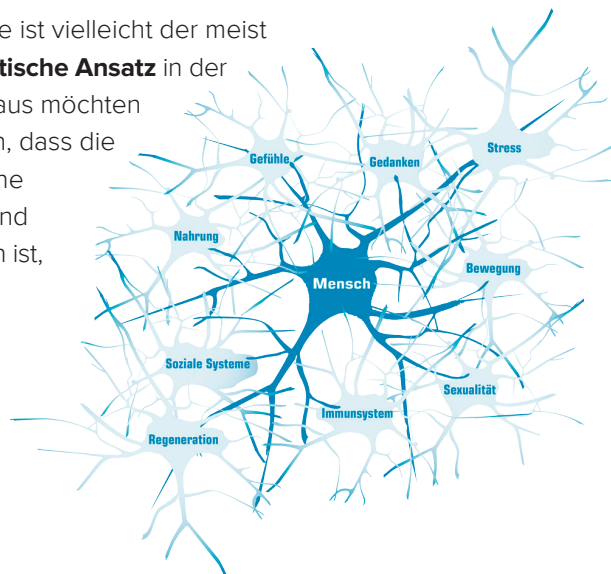 e ist vielleicht der meist
tische Ansatz in der
aus möchten
n, dass die
ne
nd
n ist,
Gefühle
Gedanken
Stress
Nahrung
Mensch
Bewegung
Soziale Systeme
Sexualität
Immunsystem
Regeneration